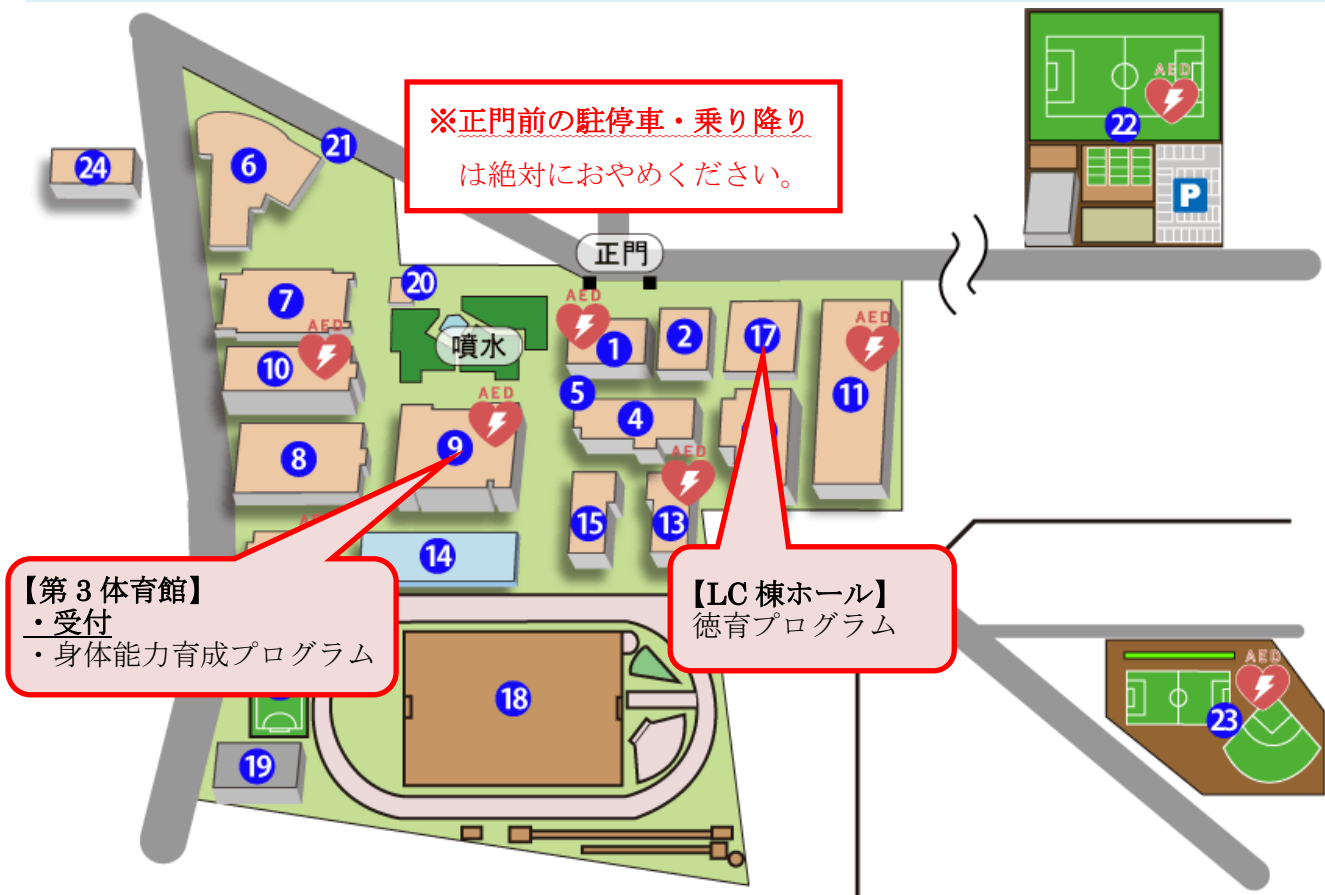 ※正門前の駐停車・乗り降り
は絶対におやめください。
24
6
21
AED
22
P
正門
20
7
AED
噴水
AED
1
2
17
AED
11
10
AED
5
4
9
8
AED
15
13
14
【第3体育館】
・受付
・身体能力育成プログラム
【LC棟ホール】
徳育プログラム
18
19
AED
23